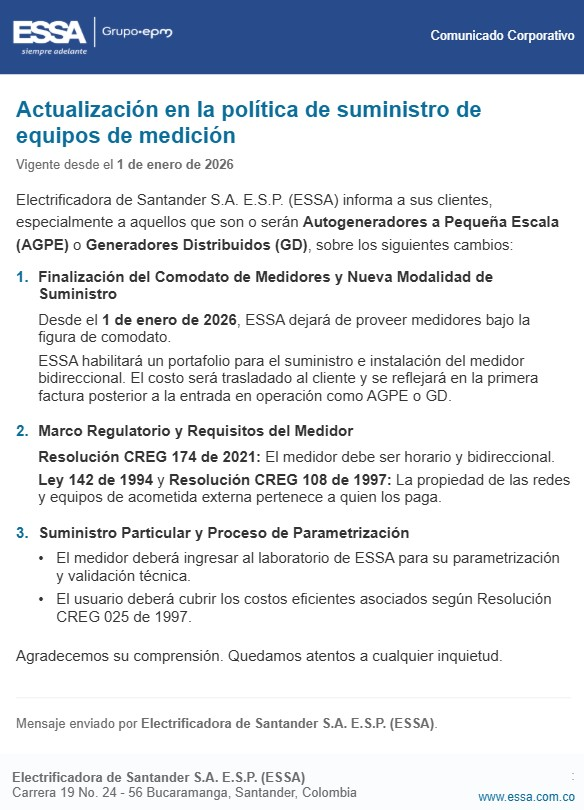 ESSA
siempre adelante
Grupo·epm
Comunicado Corporativo
Actualización en la política de suministro de
equipos de medición
Vigente desde el 1 de enero de 2026
Electrificadora de Santander S.A. E.S.P. (ESSA) informa a sus clientes,
especialmente a aquellos que son o serán Autogeneradores a Pequeña Escala
(AGPE) o Generadores Distribuidos (GD), sobre los siguientes cambios:
1. Finalización del Comodato de Medidores y Nueva Modalidad de
Suministro
Desde el 1 de enero de 2026, ESSA dejará de proveer medidores bajo la
figura de comodato.
ESSA habilitará un portafolio para el suministro e instalación del medidor
bidireccional. El costo será trasladado al cliente y se reflejará en la primera
factura posterior a la entrada en operación como AGPE o GD.
2. Marco Regulatorio y Requisitos del Medidor
Resolución CREG 174 de 2021: El medidor debe ser horario y bidireccional.
Ley 142 de 1994 y Resolución CREG 108 de 1997: La propiedad de las redes
y equipos de acometida externa pertenece a quien los paga.
3. Suministro Particular y Proceso de Parametrización
• El medidor deberá ingresar al laboratorio de ESSA para su parametrización
y validación técnica.
• El usuario deberá cubrir los costos eficientes asociados según Resolución
CREG 025 de 1997.
Agradecemos su comprensión. Quedamos atentos a cualquier inquietud.
Mensaje enviado por Electrificadora de Santander S.A. E.S.P. (ESSA).
Electrificadora de Santander S.A. E.S.P. (ESSA)
Carrera 19 No. 24 - 56 Bucaramanga, Santander, Colombia
:
www.essa.com.co